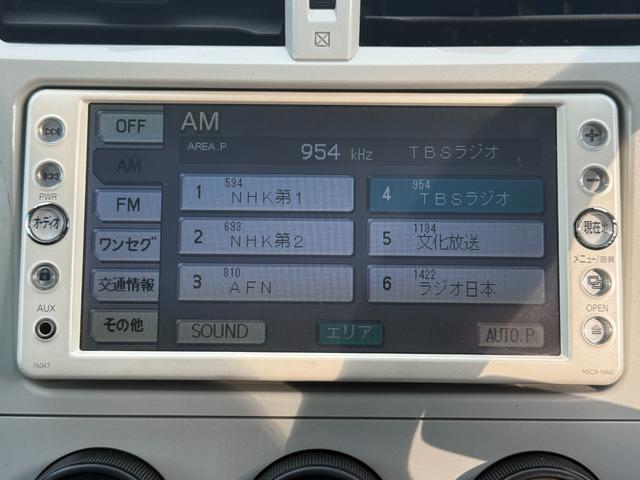 OFF
AM
FM
ワンセグ
交通情報
その他
AM
AREA.P 954 kHz TBSラジオ
1 594 NHK第1
2 693 NHK第2
3 810 AFN
4 954 TBSラジオ
5 1134 文化放送
6 1422 ラジオ日本
SOUND
エリア
AUTO.P
PWR
オーディオ
AUX
76047
+
−
現在地
メニュー/画質
OPEN
NSCN-W60